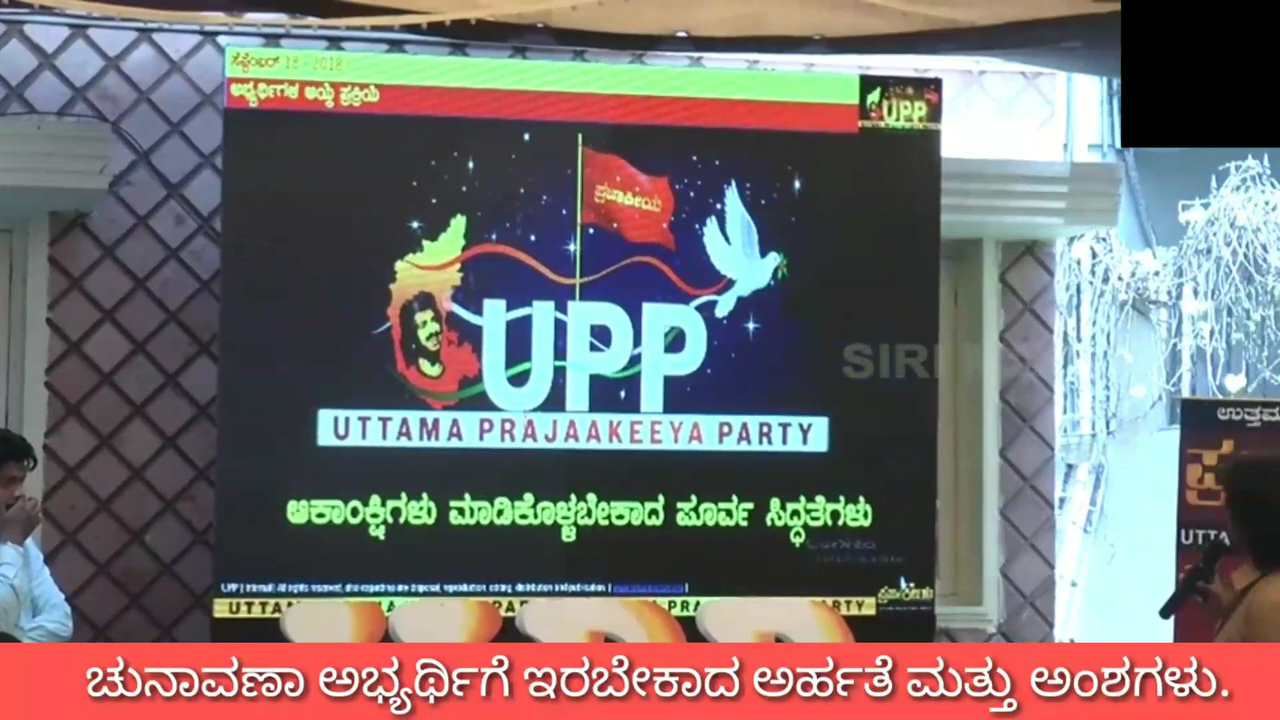 ಸೆಪ್ಟೆಂಬರ್ 18 - 2018
ಅಭ್ಯರ್ಥಿಗಳ ಆಯ್ಕೆ ಪ್ರಕ್ರಿಯೆ
UPP
ಪ್ರಜಾಕೀಯ
UPP
UTTAMA PRAJAAKEEYA PARTY
SIRI
ಆಕಾಂಕ್ಷಿಗಳು ಮಾಡಿಕೊಳ್ಳಬೇಕಾದ ಪೂರ್ವ ಸಿದ್ಧತೆಗಳು
ಉತ್ತಮ
ಪ್ರ
UTTA
ಚುನಾವಣಾ ಅಭ್ಯರ್ಥಿಗೆ ಇರಬೇಕಾದ ಅರ್ಹತೆ ಮತ್ತು ಅಂಶಗಳು.